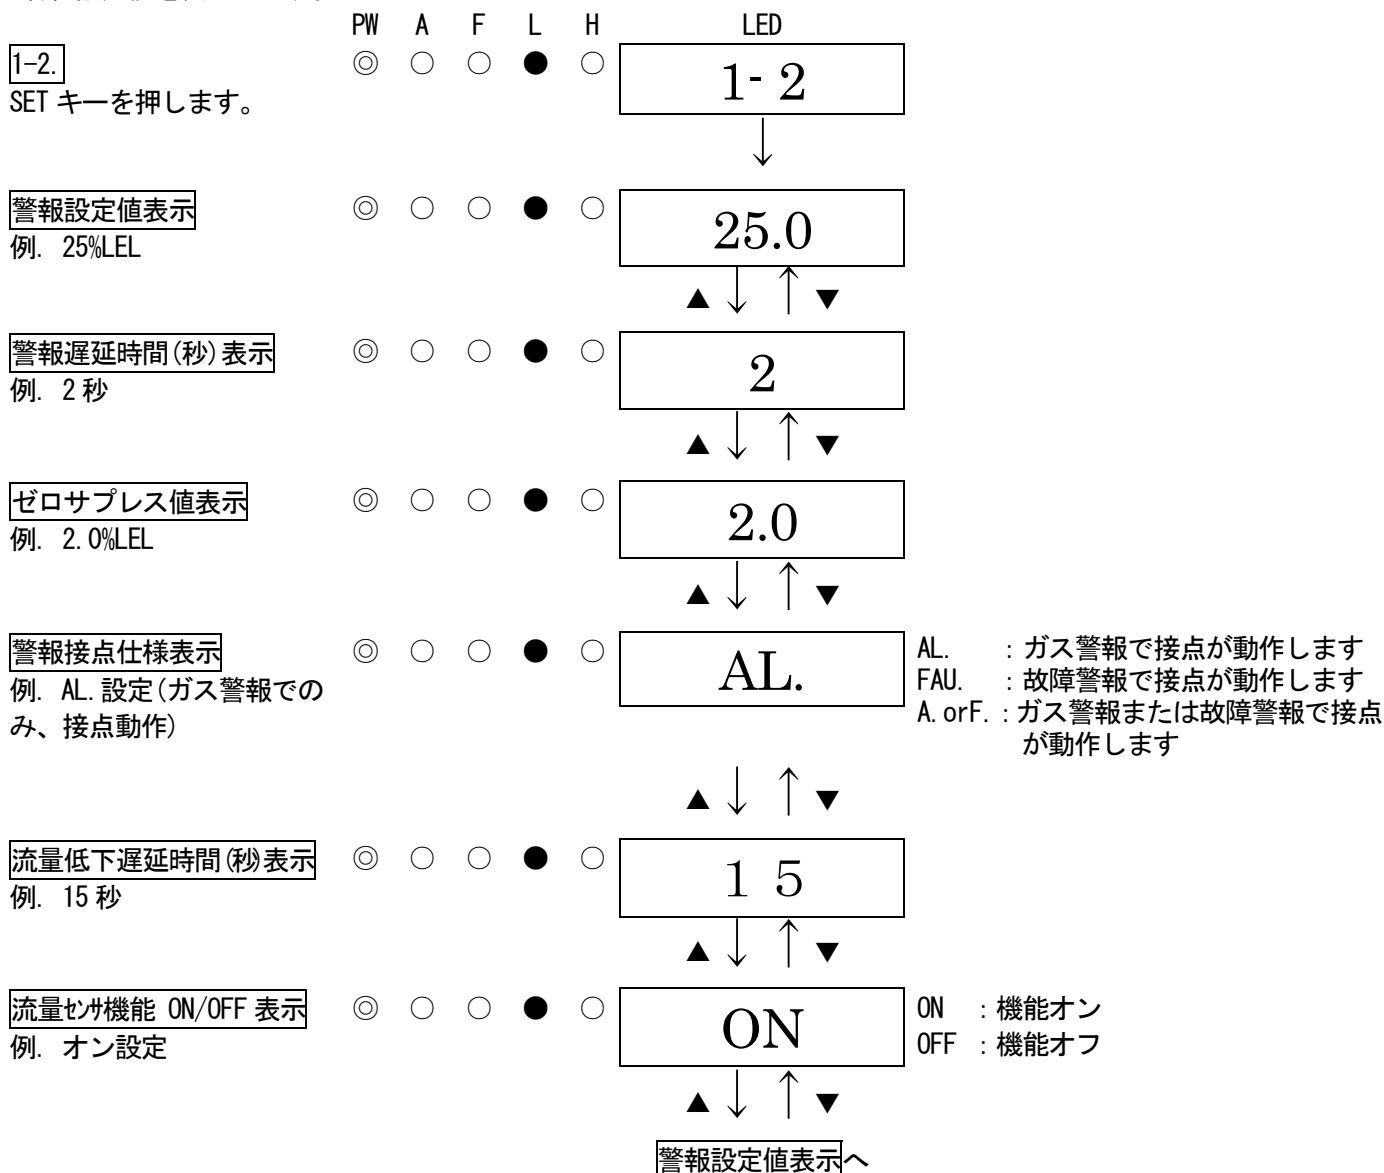 PW A F L H LED
1-2. ◎ ○ ○ ● ○ 1- 2
SET キーを押します。
↓
警報設定値表示 ◎ ○ ○ ● ○ 25.0
例. 25%LEL
▲ ↓ ↑ ▼
警報遅延時間(秒)表示 ◎ ○ ○ ● ○ 2
例. 2 秒
▲ ↓ ↑ ▼
ゼロサプレス値表示 ◎ ○ ○ ● ○ 2.0
例. 2.0%LEL
▲ ↓ ↑ ▼
警報接点仕様表示 ◎ ○ ○ ● ○ AL.
例. AL.設定(ガス警報での
み、接点動作)
AL. :ガス警報で接点が動作します
FAU. :故障警報で接点が動作します
A.orF.:ガス警報または故障警報で接点
が動作します
▲ ↓ ↑ ▼
流量低下遅延時間(秒)表示 ◎ ○ ○ ● ○ 1 5
例. 15 秒
▲ ↓ ↑ ▼
流量センサ機能 ON/OFF 表示 ◎ ○ ○ ● ○ ON
例. オン設定
ON :機能オン
OFF :機能オフ
▲ ↓ ↑ ▼
警報設定値表示へ